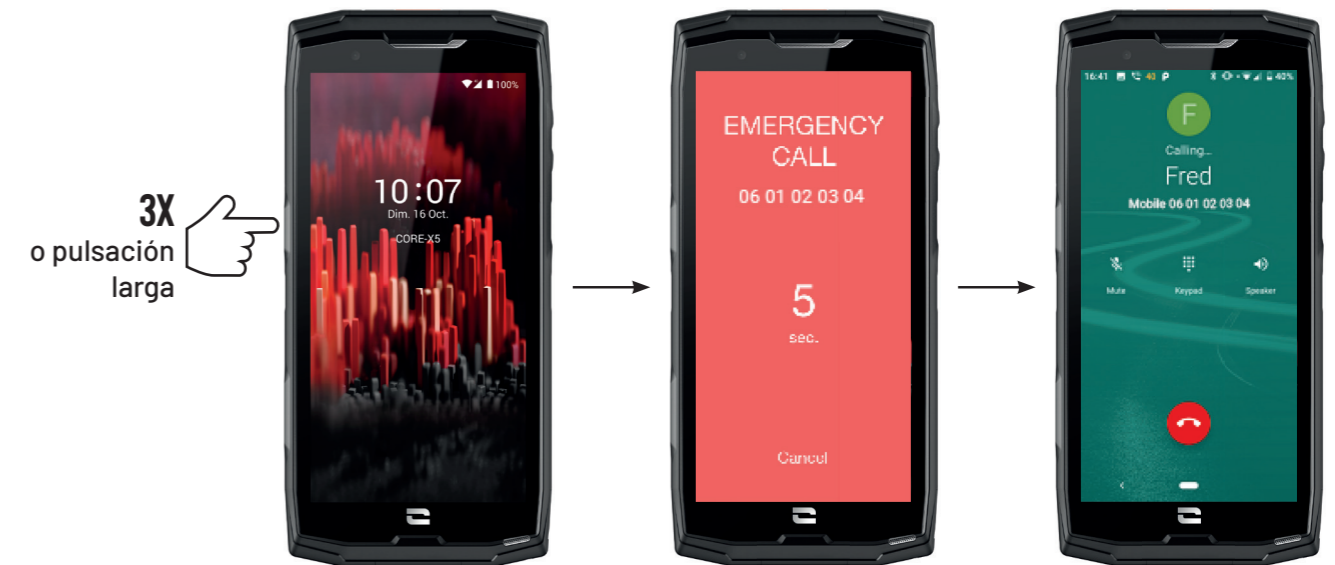 3X
o pulsación
larga
100%
10:07
Dim. 16 Oct.
CORE-X5
EMERGENCY
CALL
06 01 02 03 04
5
sec.
Cancel
16:41 40 P 40%
F
Calling...
Fred
Mobile 06 01 02 03 04
Mute Keypad Speaker